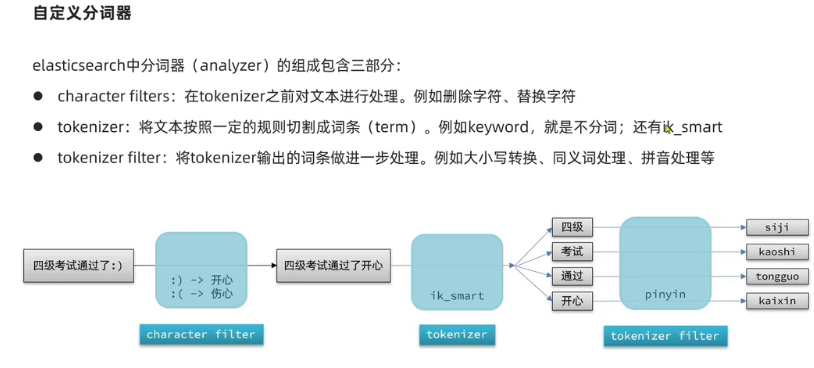 自定义分词器
elasticsearch中分词器（analyzer）的组成包含三部分：
● character filters：在tokenizer之前对文本进行处理。例如删除字符、替换字符
● tokenizer：将文本按照一定的规则切割成词条（term）。例如keyword，就是不分词；还有ik_smart
● tokenizer filter：将tokenizer输出的词条做进一步处理。例如大小写转换、同义词处理、拼音处理等
四级考试通过了:)
:) -> 开心
:( -> 伤心
character filter
四级考试通过了开心
ik_smart
tokenizer
四级
考试
通过
开心
pinyin
tokenizer filter
siji
kaoshi
tongguo
kaixin